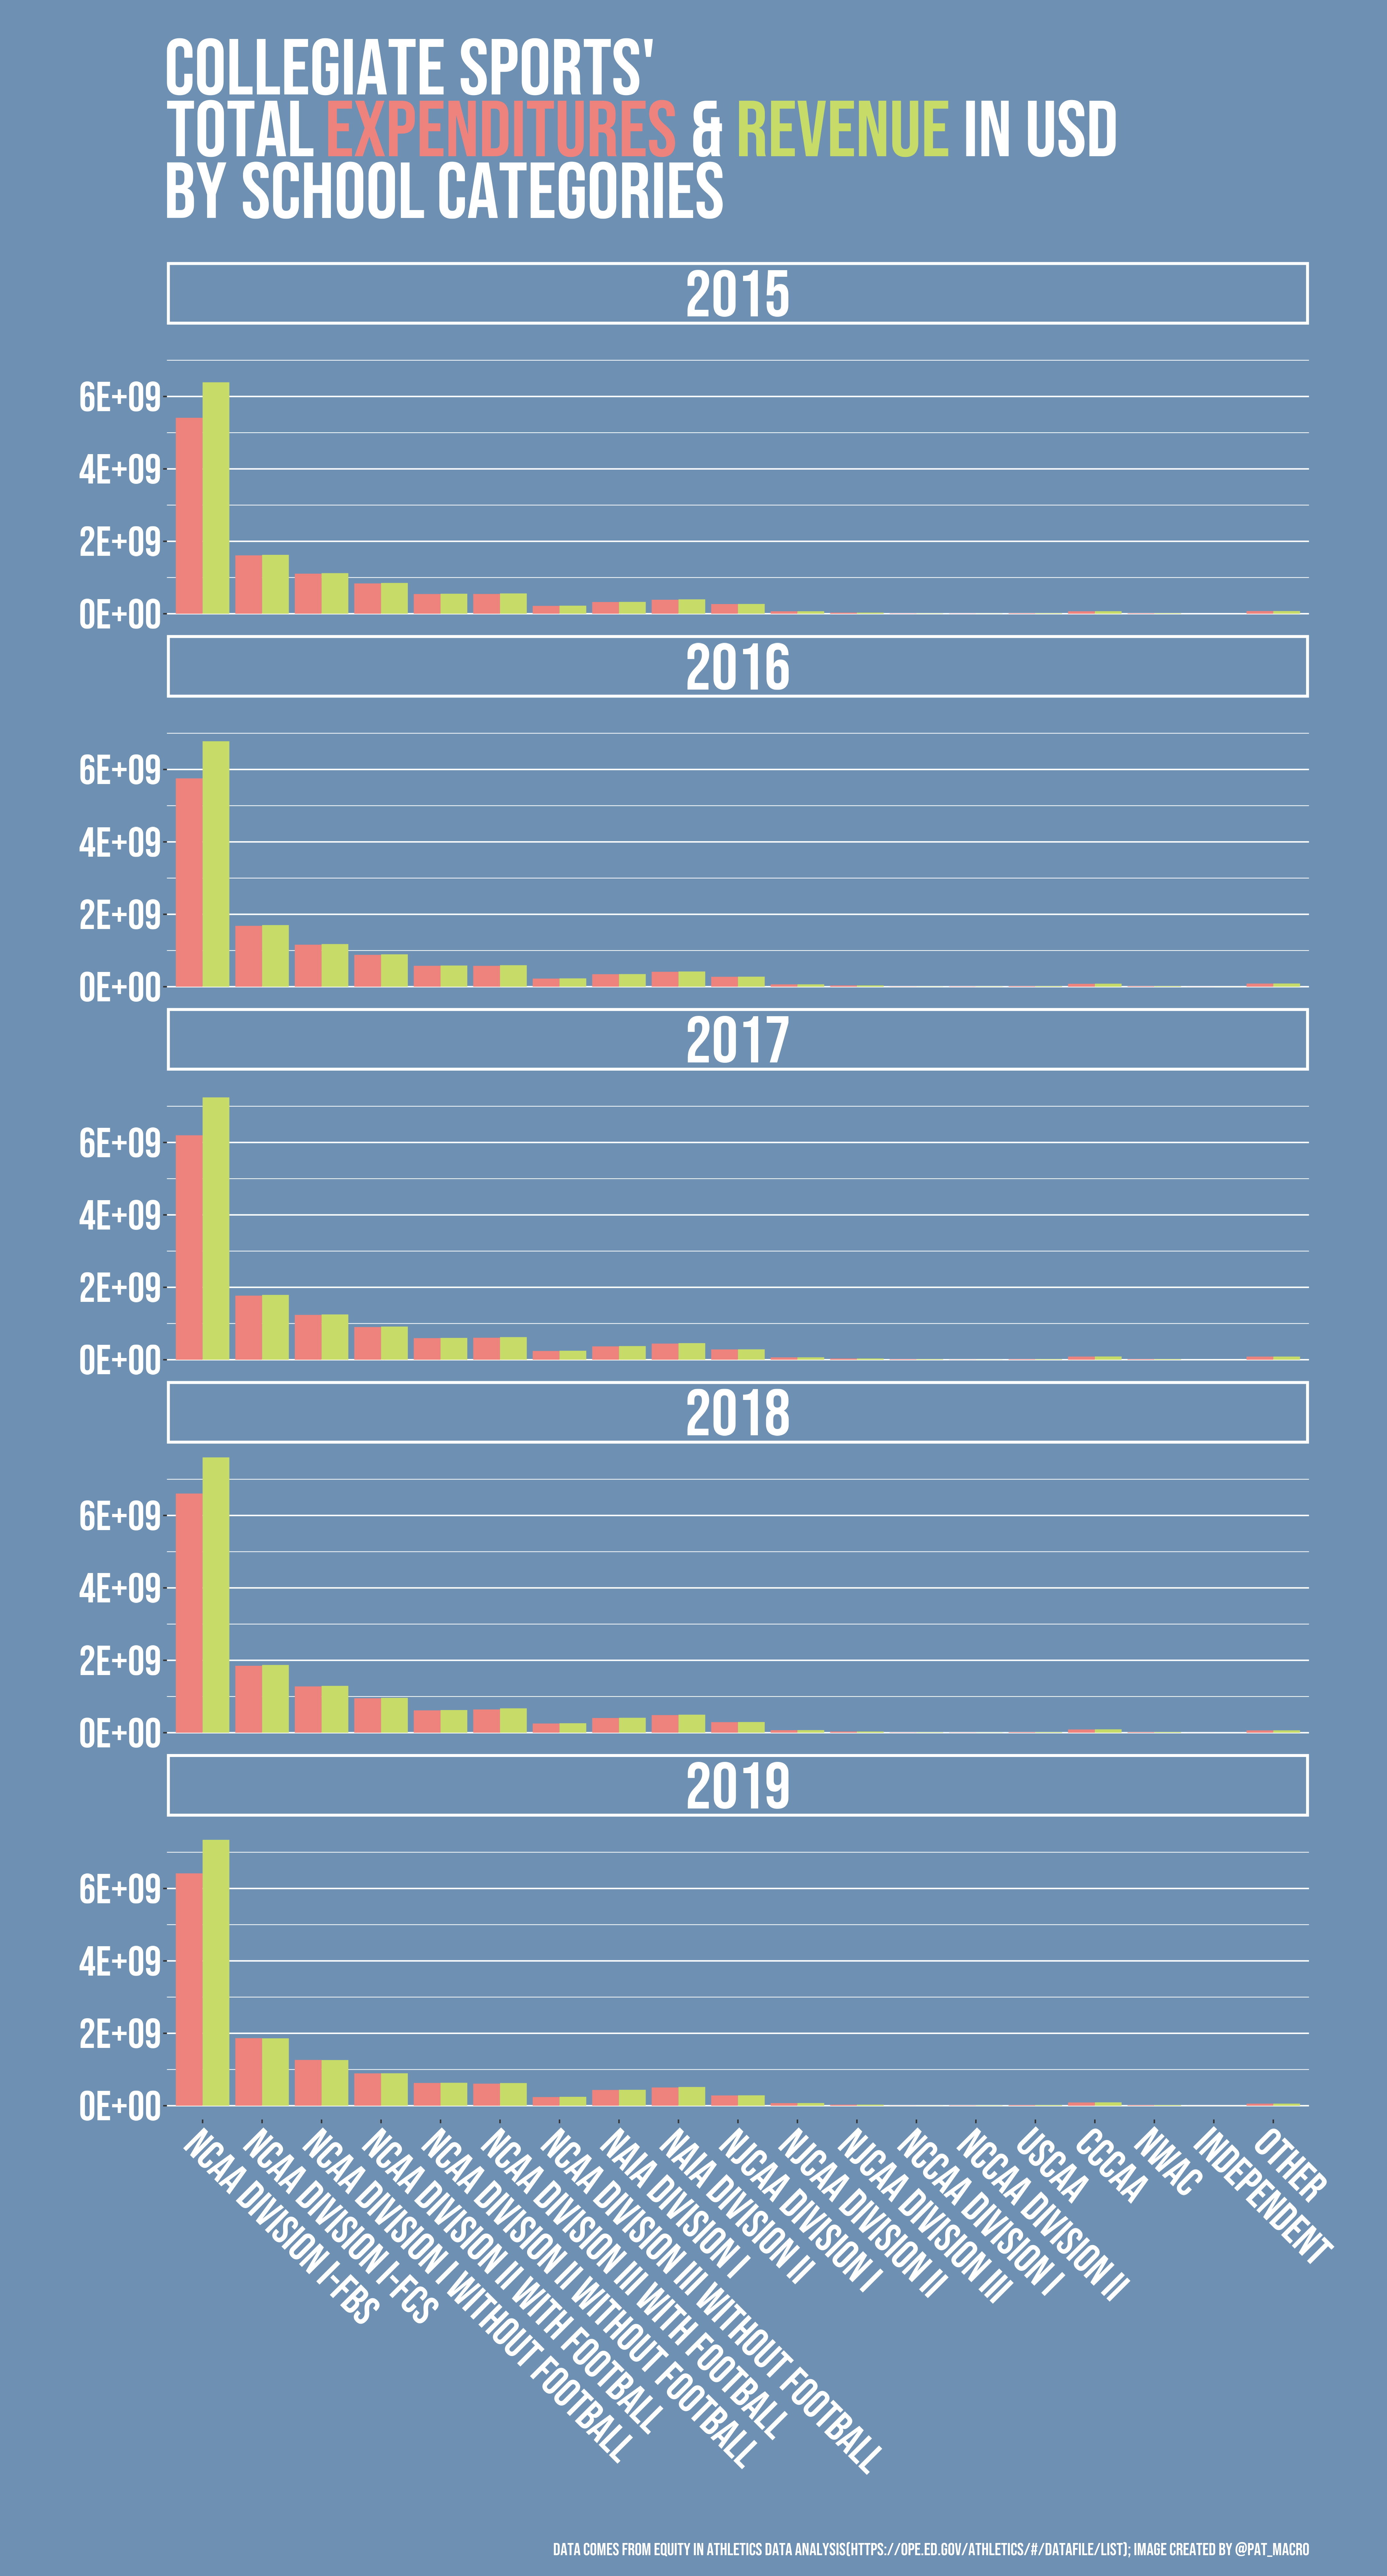 COLLEGIATE SPORTS'
TOTAL EXPENDITURES & REVENUE IN USD
BY SCHOOL CATEGORIES
2015
6E+09
4E+09
2E+09
0E+00
2016
6E+09
4E+09
2E+09
0E+00
2017
6E+09
4E+09
2E+09
0E+00
2018
6E+09
4E+09
2E+09
0E+00
2019
6E+09
4E+09
2E+09
0E+00
NCAA DIVISION I-FBS
NCAA DIVISION I-FCS
NCAA DIVISION I WITHOUT FOOTBALL
NCAA DIVISION II WITH FOOTBALL
NCAA DIVISION II WITHOUT FOOTBALL
NCAA DIVISION III WITH FOOTBALL
NCAA DIVISION III WITHOUT FOOTBALL
NAIA DIVISION I
NAIA DIVISION II
NJCAA DIVISION I
NJCAA DIVISION II
NJCAA DIVISION III
NCCAA DIVISION I
NCCAA DIVISION II
USCAA
CCCAA
NWAC
INDEPENDENT
OTHER
DATA COMES FROM EQUITY IN ATHLETICS DATA ANALYSIS(HTTPS://OPE.ED.GOV/ATHLETICS/#/DATAFILE/LIST); IMAGE CREATED BY @PAT_MACRO